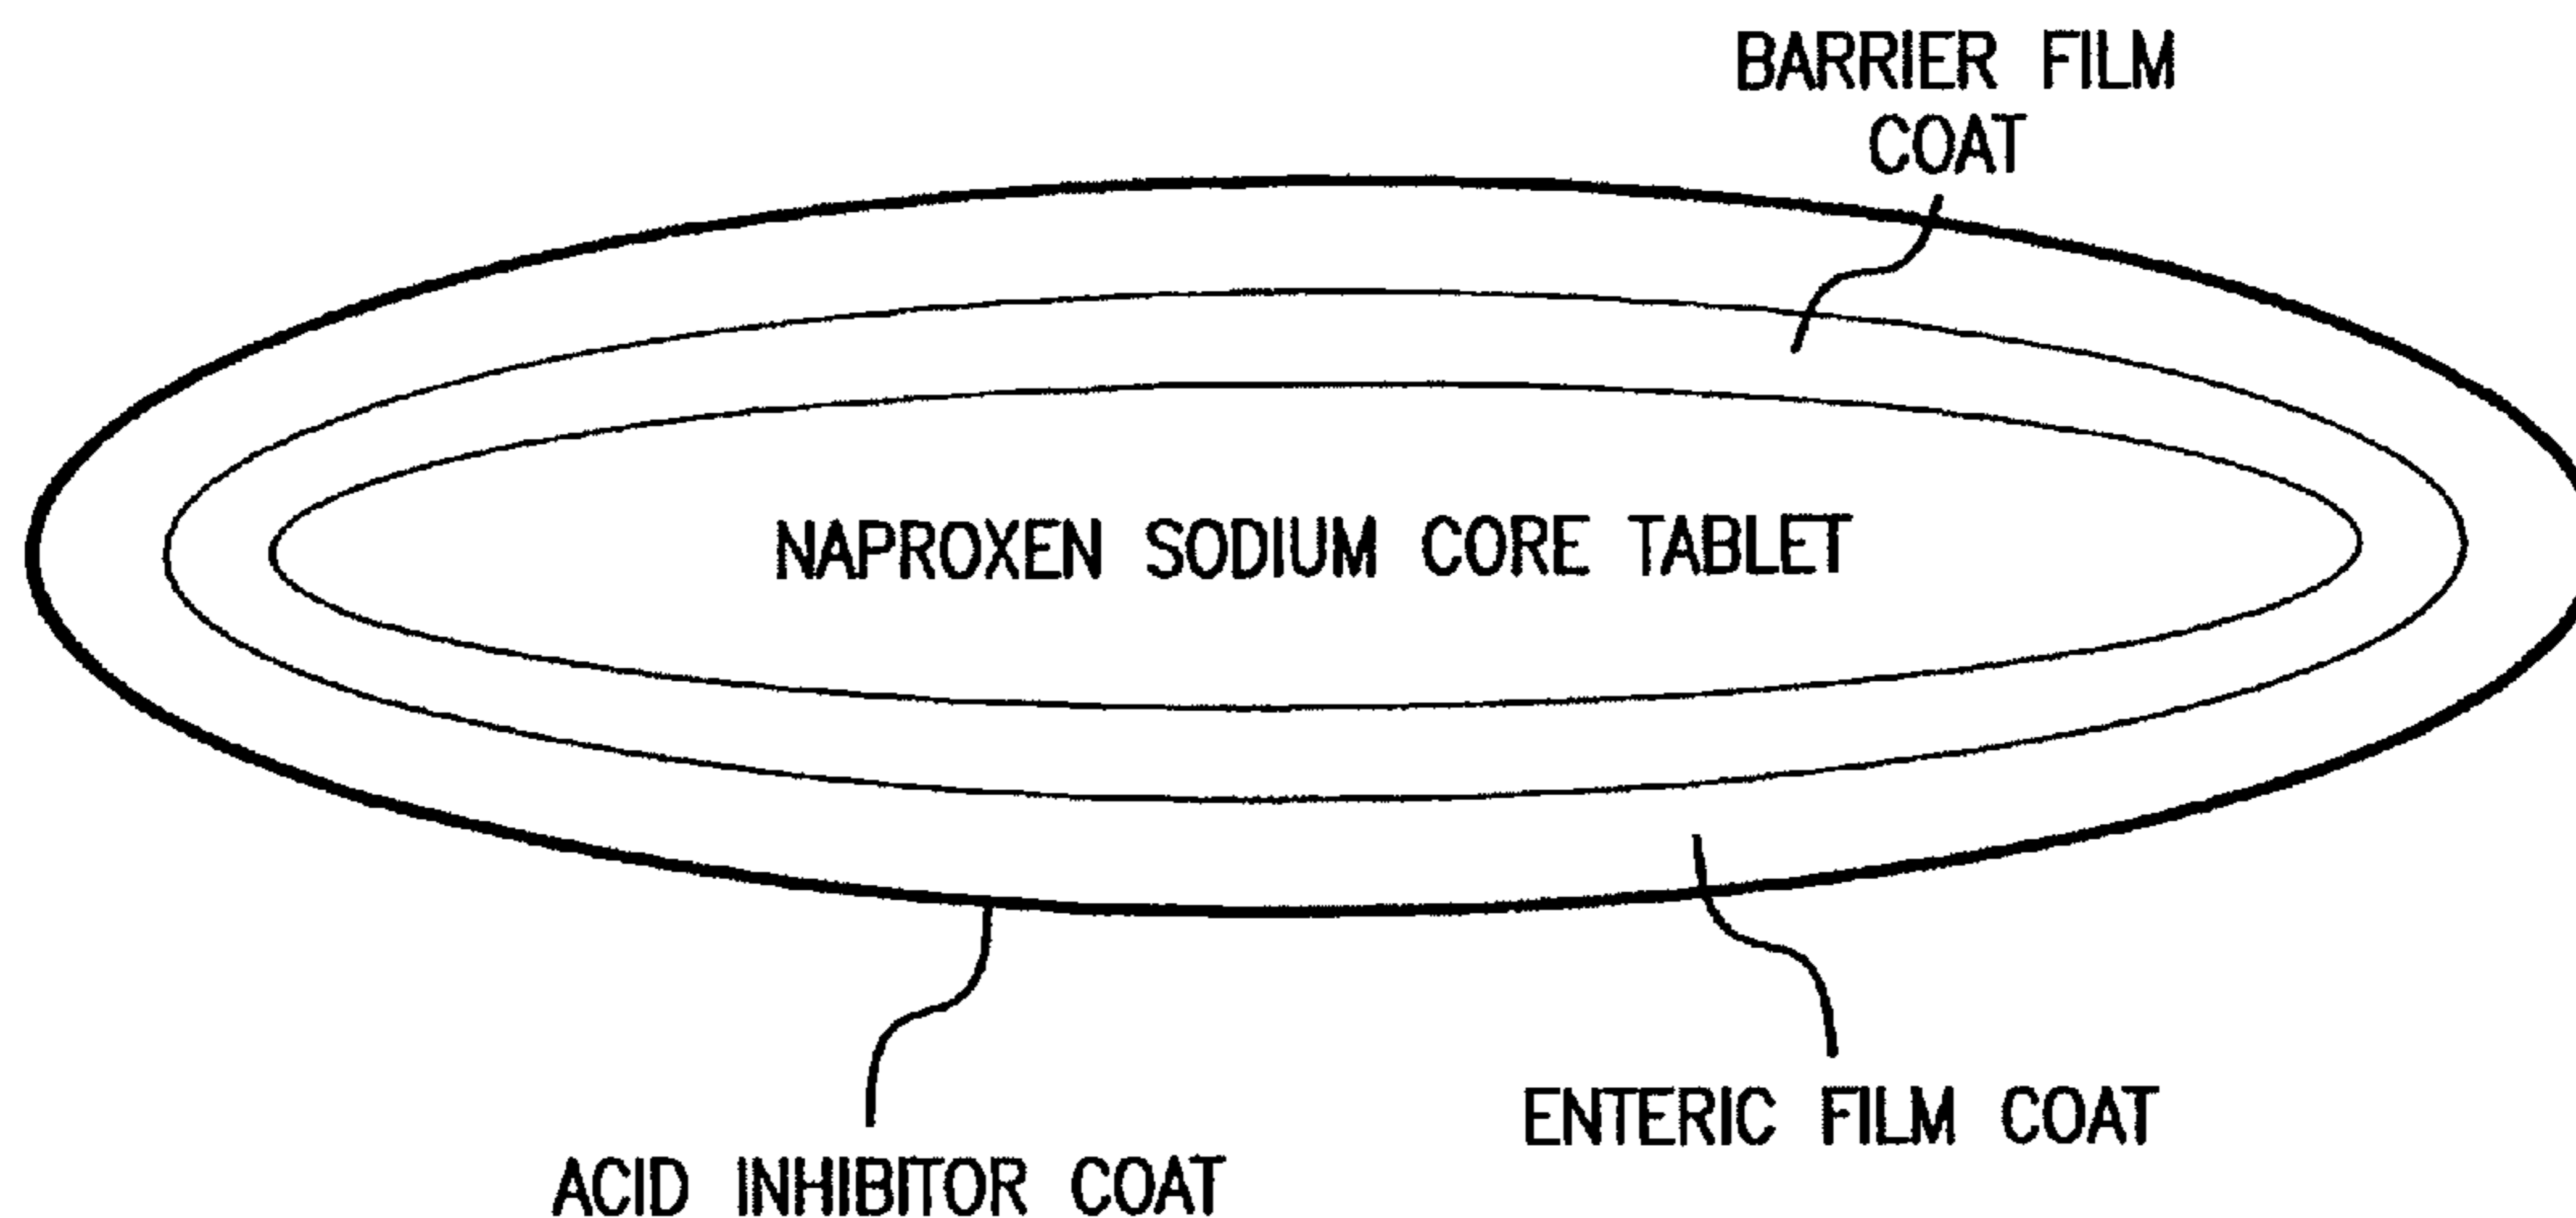 BARRIER FILM
COAT
NAPROXEN SODIUM CORE TABLET
ENTERIC FILM COAT
ACID INHIBITOR COAT